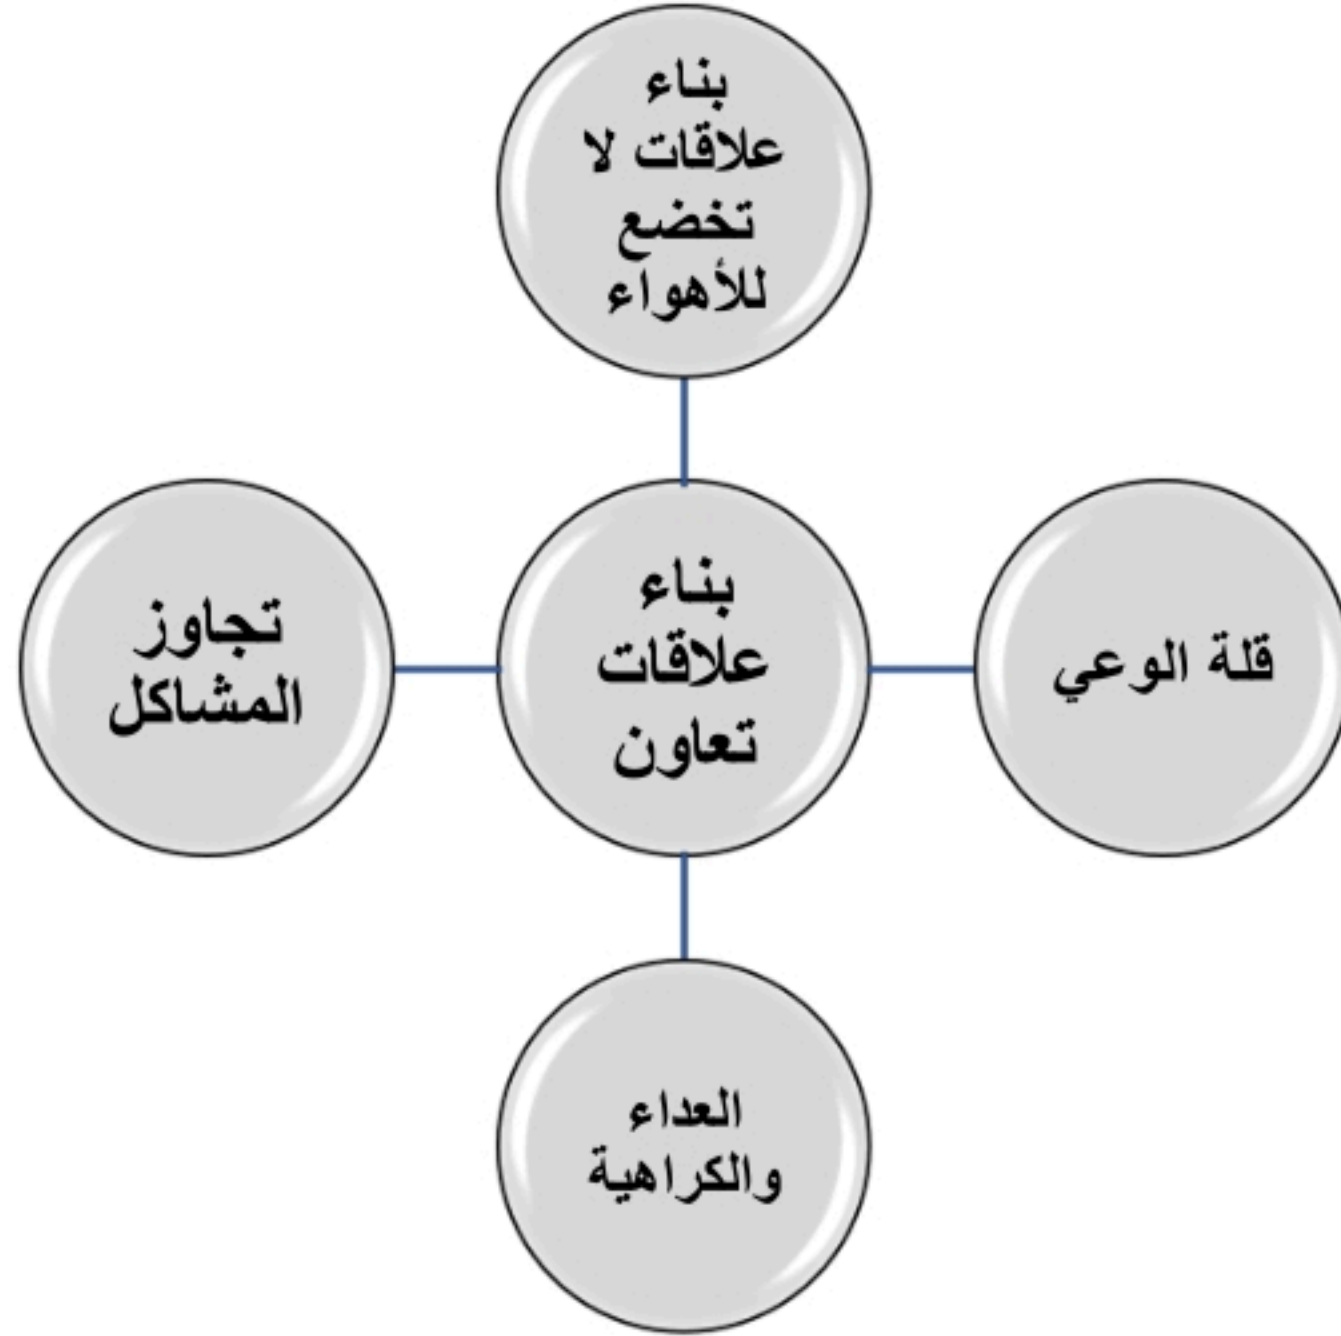 بناء
علاقات لا
تخضع
للأهواء
قلة الوعي
بناء
علاقات
تعاون
تجاوز
المشاكل
العداء
والكراهية